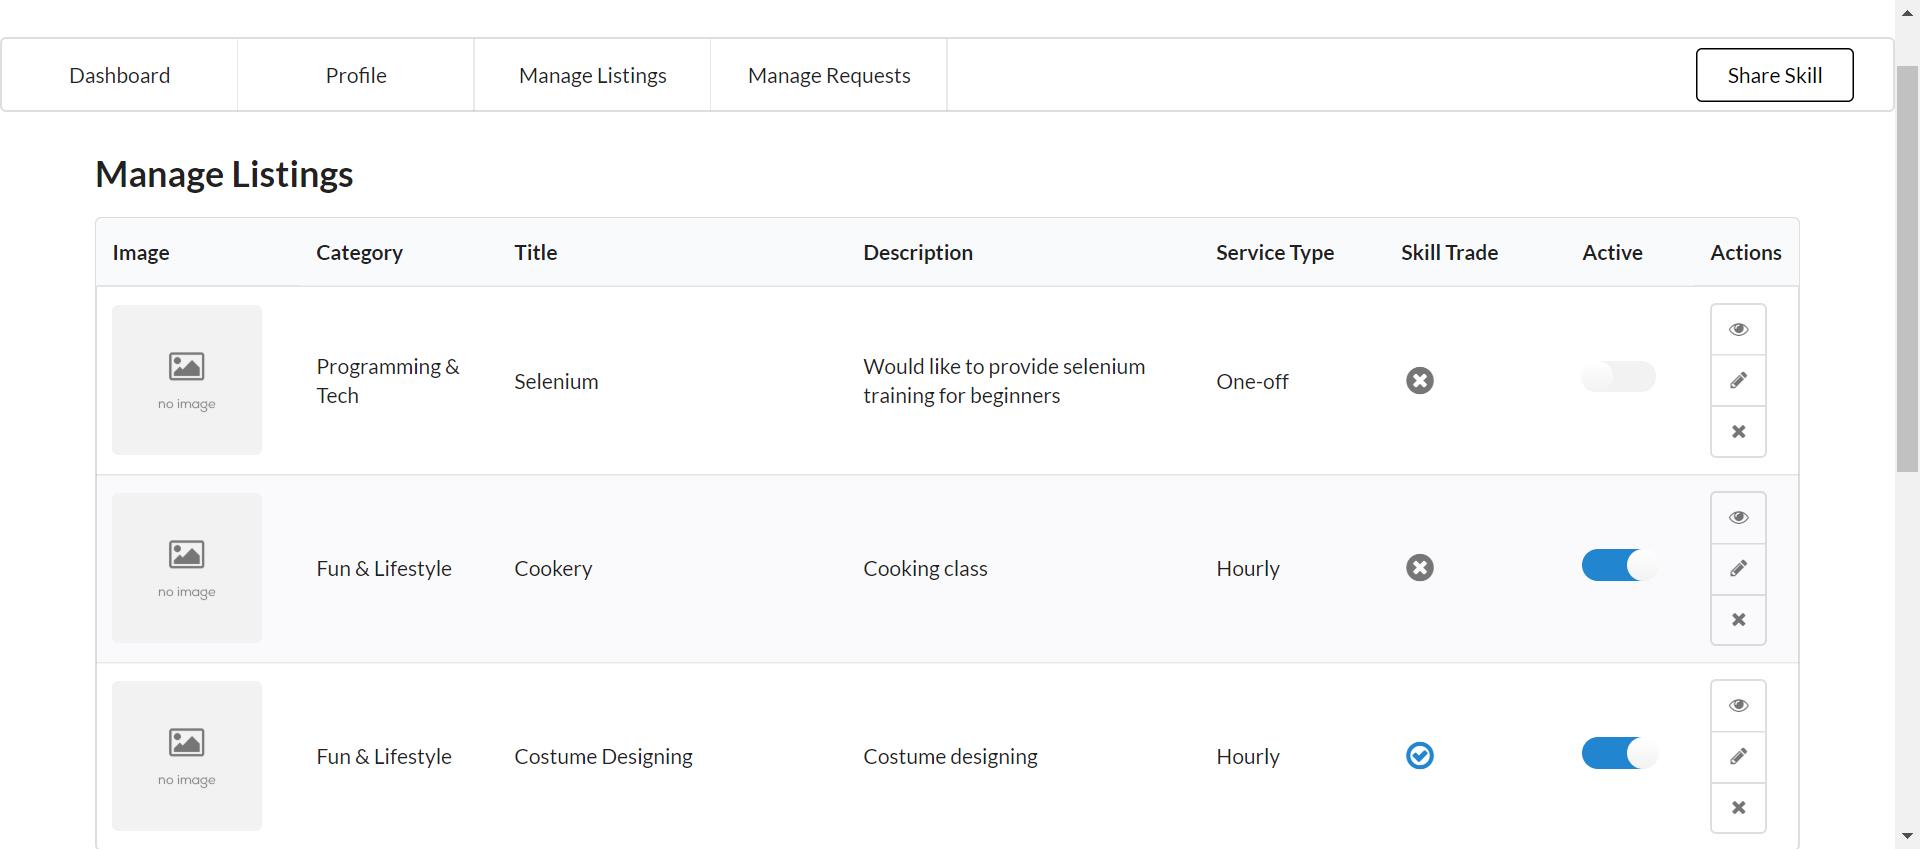 Dashboard
Profile
Manage Listings
Manage Requests
Share Skill
Manage Listings
Image Category Title Description Service Type Skill Trade Active Actions
no image
Programming &
Tech
Selenium
Would like to provide selenium
training for beginners
One-off
no image
Fun & Lifestyle
Cookery
Cooking class
Hourly
no image
Fun & Lifestyle
Costume Designing
Costume designing
Hourly